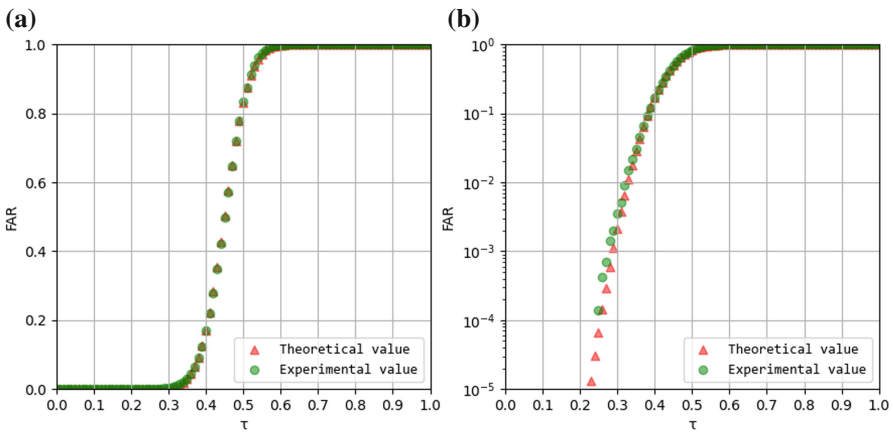 (a)
1.0
0.8
0.6
0.4
0.2
0.0
FAR
Theoretical value
Experimental value
0.0 0.1 0.2 0.3 0.4 0.5 0.6 0.7 0.8 0.9 1.0
τ
(b)
10⁰
10⁻¹
10⁻²
10⁻³
10⁻⁴
10⁻⁵
FAR
Theoretical value
Experimental value
0.0 0.1 0.2 0.3 0.4 0.5 0.6 0.7 0.8 0.9 1.0
τ